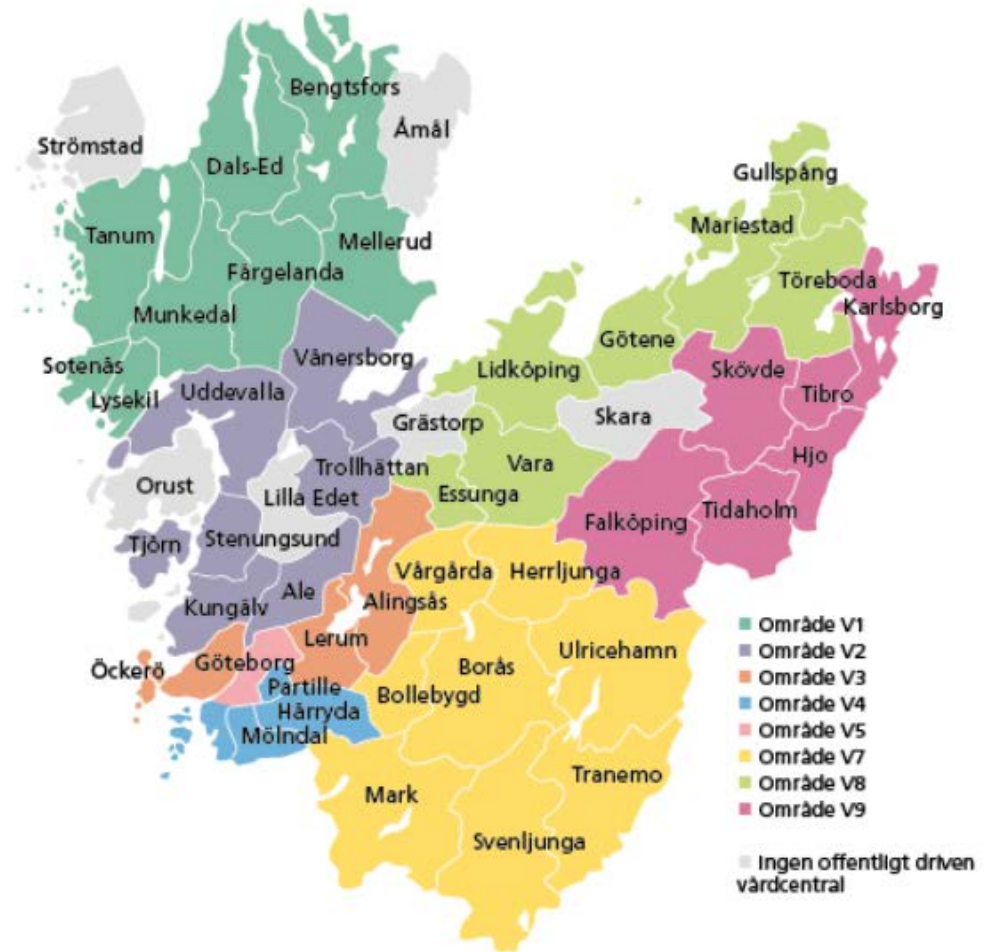 Bengtsfors
Åmål
Strömstad
Dals-Ed
Gullspång
Mariestad
Tanum
Mellerud
Färgelanda
Töreboda
Karlsborg
Munkedal
Götene
Vänersborg
Sotenäs
Lidköping
Skövde
Uddevalla
Tibro
Lysekil
Grästorp
Skara
Hjo
Trollhättan
Vara
Orust
Lilla Edet
Essunga
Tidaholm
Falköping
Tjörn
Stenungsund
Vårgårda
Herrljunga
Ale
Alingsås
Kungälv
Lerum
Ulricehamn
Göteborg
Öckerö
Borås
Partille
Bollebygd
Härryda
Mölndal
Tranemo
Mark
Svenljunga
Område V1
Område V2
Område V3
Område V4
Område V5
Område V7
Område V8
Område V9
Ingen offentligt driven
vårdcentral